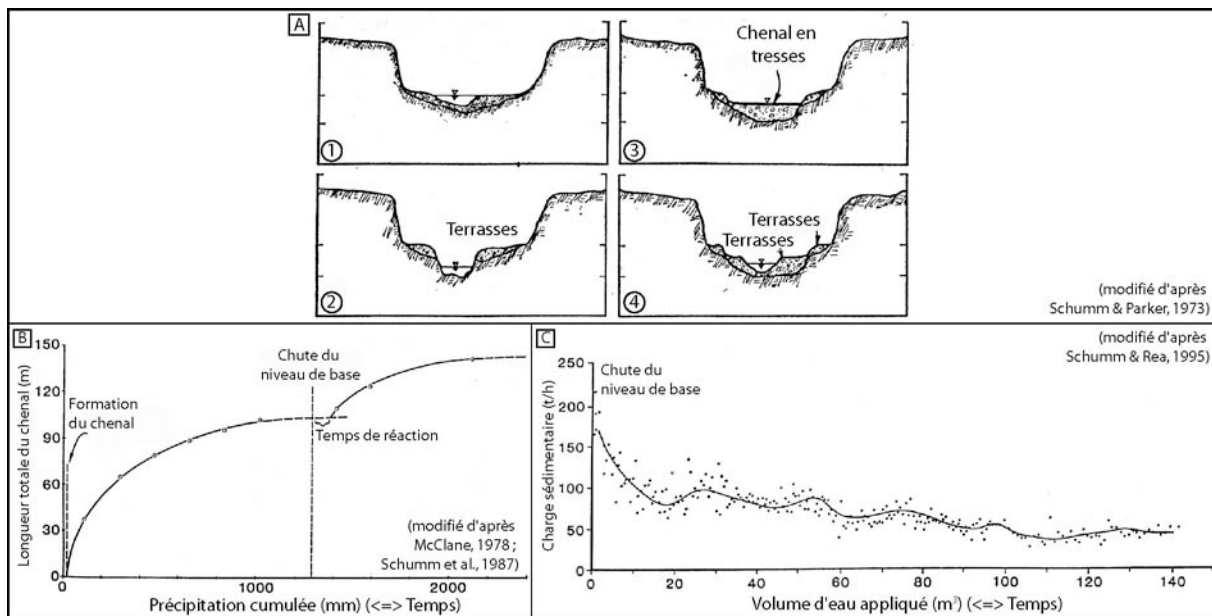 A
1
Chenal en
tresses
3
Terrasses
2
Terrasses
Terrasses
4
(modifié d'après
Schumm & Parker, 1973)
B
150
120
90
60
30
0
Longueur totale du chenal (m)
Formation
du chenal
Chute du
niveau de base
Temps de réaction
(modifié d'après
McClane, 1978 ;
Schumm et al., 1987)
0 1000 2000
Précipitation cumulée (mm) (<=> Temps)
C
(modifié d'après
Schumm & Rea, 1995)
250
200
150
100
50
0
Charge sédimentaire (t/h)
Chute du
niveau de base
0 20 40 60 80 100 120 140
Volume d'eau appliqué (m³) (<=> Temps)